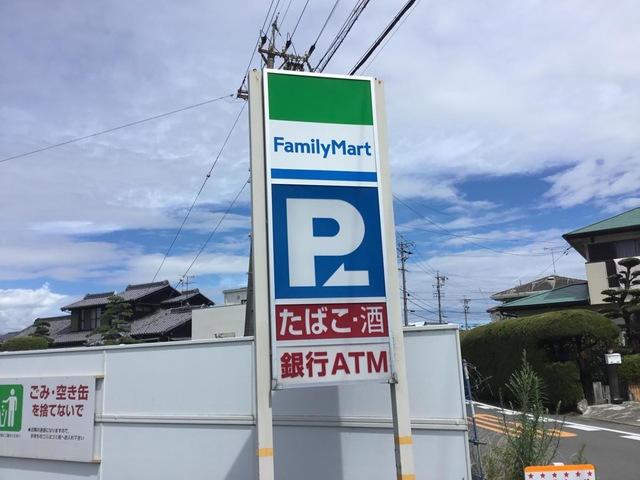 FamilyMart
P
たばこ・酒
銀行ATM
ごみ・空き缶
を捨てないで